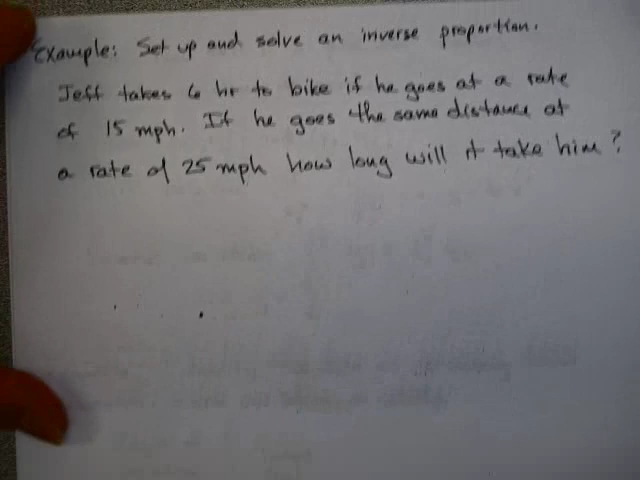 Example: Set up and solve an inverse proportion.
Jeff takes 6 hr to bike if he goes at a rate
of 15 mph. If he goes the same distance at
a rate of 25 mph how long will it take him?